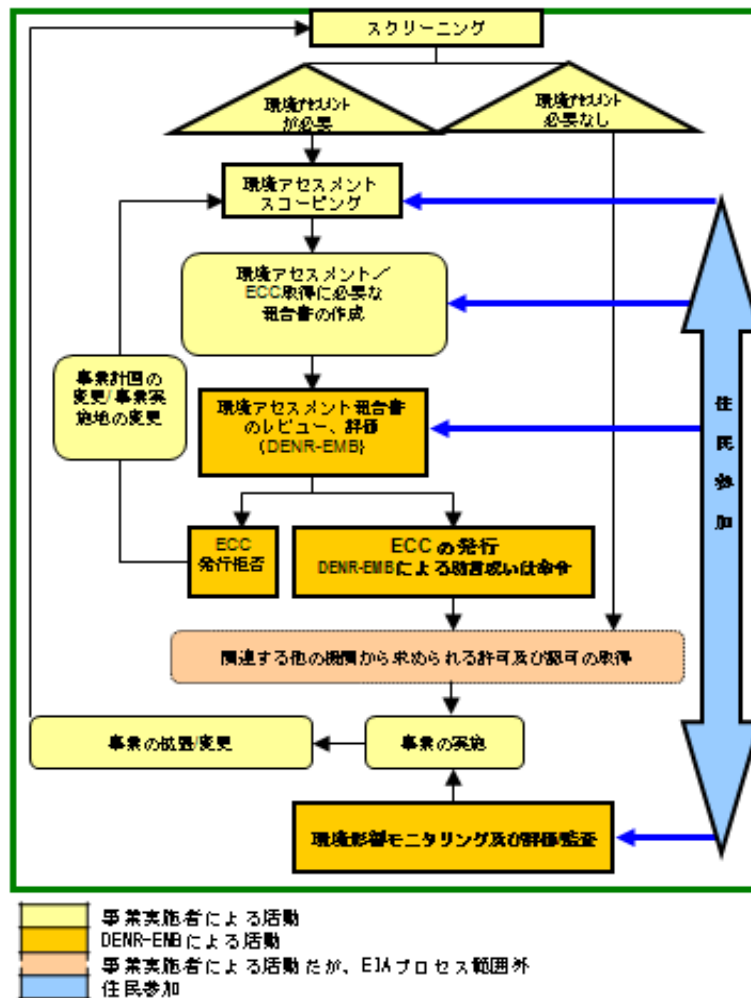 スクリーニング
環境アセスメント
が必要
環境アセスメント
必要なし
環境アセスメント
スコーピング
環境アセスメント／
ECC取得に必要な
報告書の作成
事業計画の
変更/事業実
施地の変更
環境アセスメント報告書
のレビュー、評価
(DENR-EMB)
ECC
発行拒否
ECC の発行
DENR-EMBによる助言或いは命令
関連する他の機関から求められる許可及び認可の取得
事業の拡張/変更
事業の実施
環境影響モニタリング及び評価/監査
住民参加
事業実施者による活動
DENR-EMBによる活動
事業実施者による活動だが、EIAプロセス範囲外
住民参加